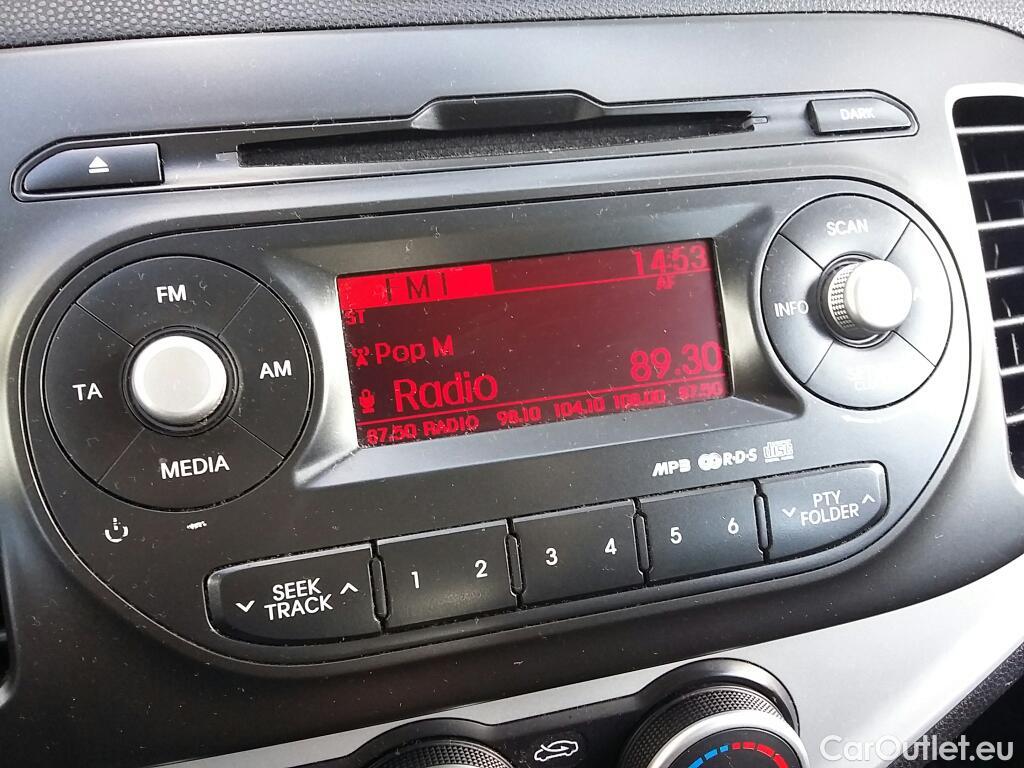 DARK
SCAN
FM
FM1 14:53
AF
ST
INFO
TA
AM
Pop M
Radio 89.30
87.50 RADIO 98.10 104.10 108.00 87.50
MEDIA
MP3 R·D·S DISC
SEEK
TRACK
1 2 3 4 5 6
PTY
FOLDER
CarOutlet.eu